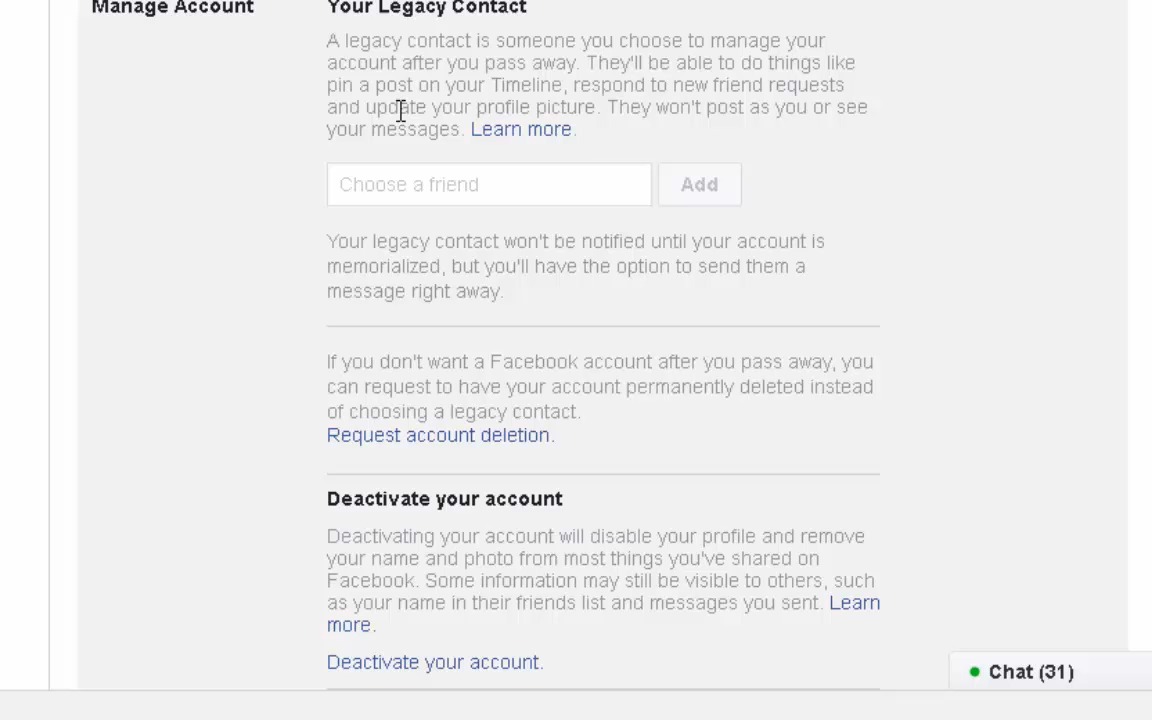 Manage Account
Your Legacy Contact
A legacy contact is someone you choose to manage your
account after you pass away. They'll be able to do things like
pin a post on your Timeline, respond to new friend requests
and update your profile picture. They won't post as you or see
your messages. Learn more.
Choose a friend
Add
Your legacy contact won't be notified until your account is
memorialized, but you'll have the option to send them a
message right away.
If you don't want a Facebook account after you pass away, you
can request to have your account permanently deleted instead
of choosing a legacy contact.
Request account deletion.
Deactivate your account
Deactivating your account will disable your profile and remove
your name and photo from most things you've shared on
Facebook. Some information may still be visible to others, such
as your name in their friends list and messages you sent. Learn
more.
Deactivate your account.
Chat (31)